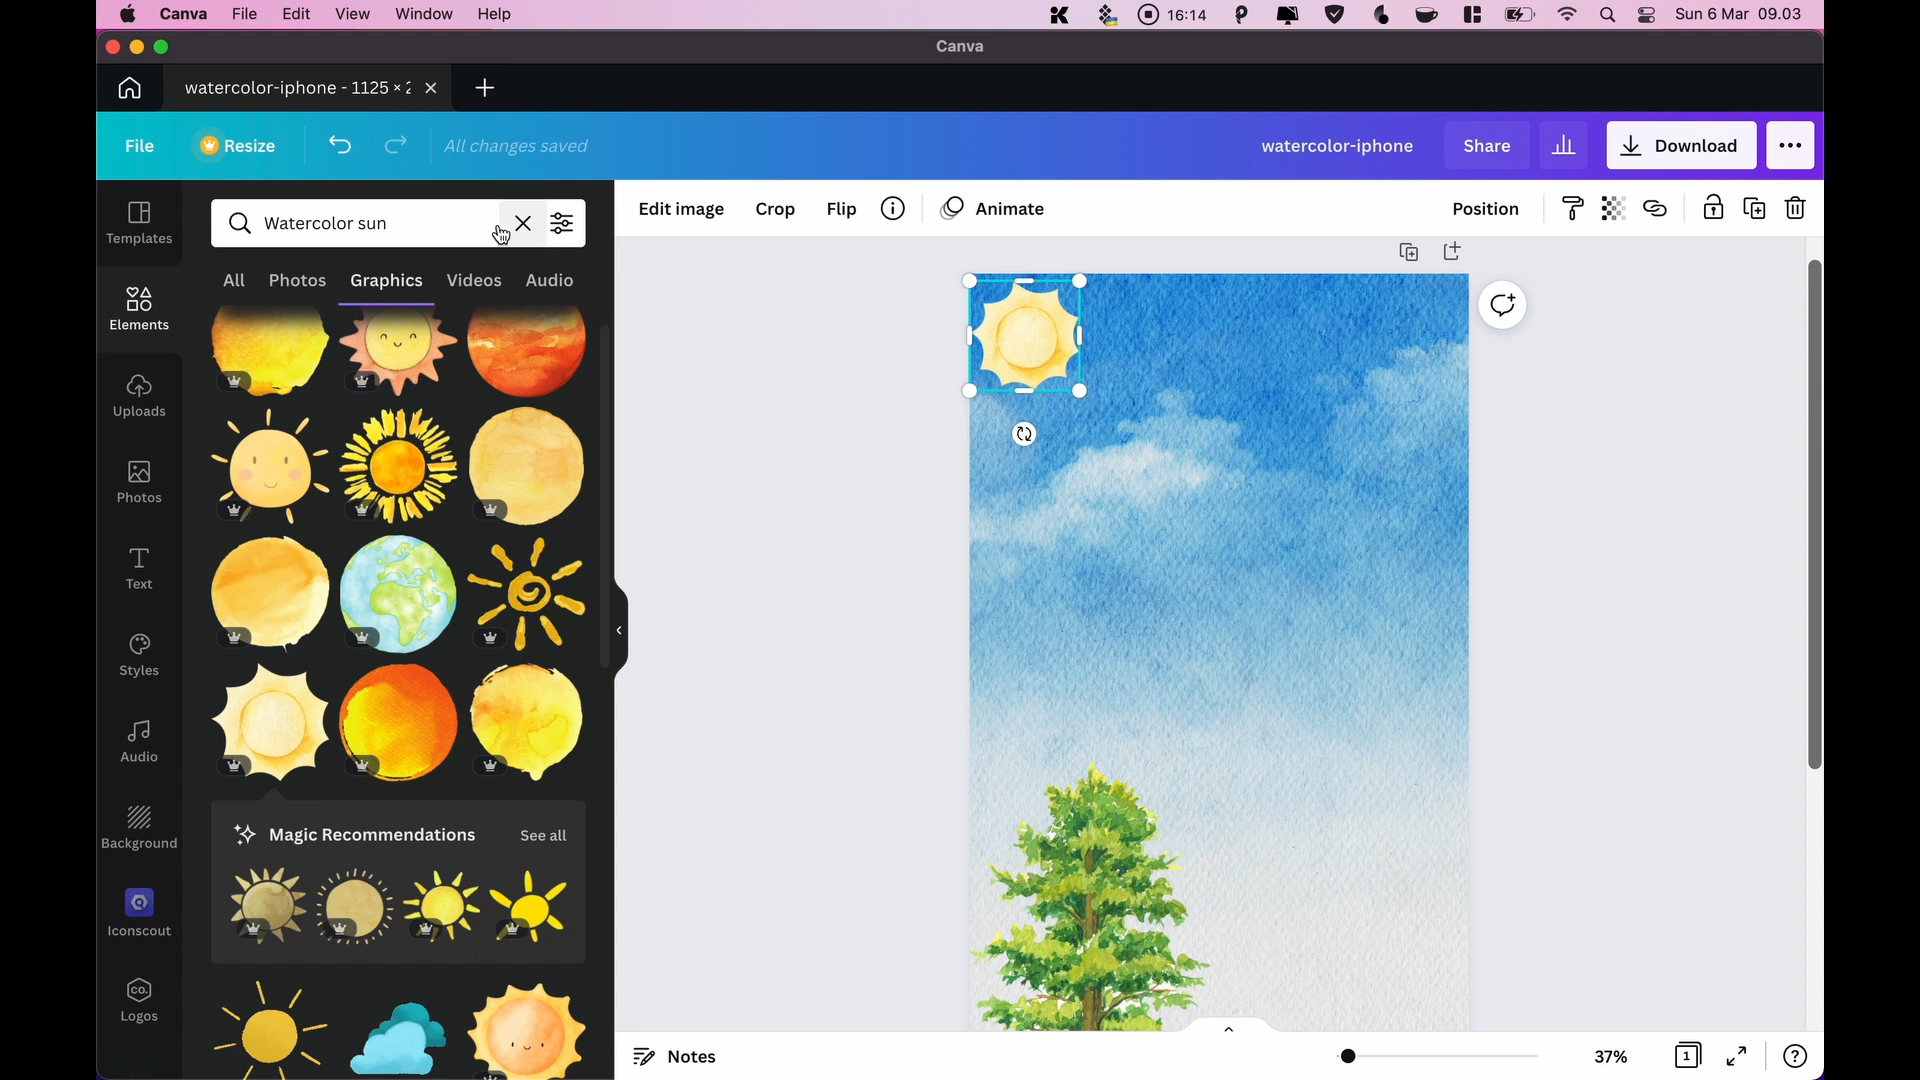 Canva File Edit View Window Help 16:14 Sun 6 Mar 09.03
Canva
watercolor-iphone - 1125 ×
File Resize All changes saved watercolor-iphone Share Download
Templates
Elements
Uploads
Photos
Text
Styles
Audio
Background
Iconscout
co.
Logos
Watercolor sun
All Photos Graphics Videos Audio
Magic Recommendations See all
Edit image Crop Flip Animate Position
Notes 37% 1